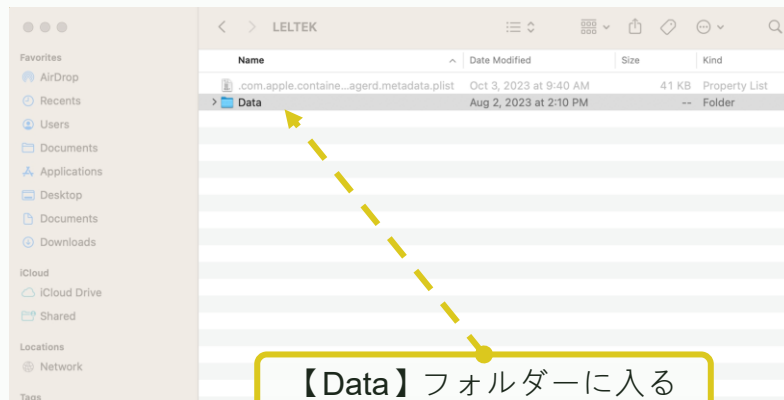 LELTEK
Favorites
AirDrop
Recents
Users
Documents
Applications
Desktop
Documents
Downloads
iCloud
iCloud Drive
Shared
Locations
Network
Tags
Name Date Modified Size Kind
.com.apple.containe...agerd.metadata.plist Oct 3, 2023 at 9:40 AM 41 KB Property List
Data Aug 2, 2023 at 2:10 PM -- Folder
【Data】フォルダーに入る